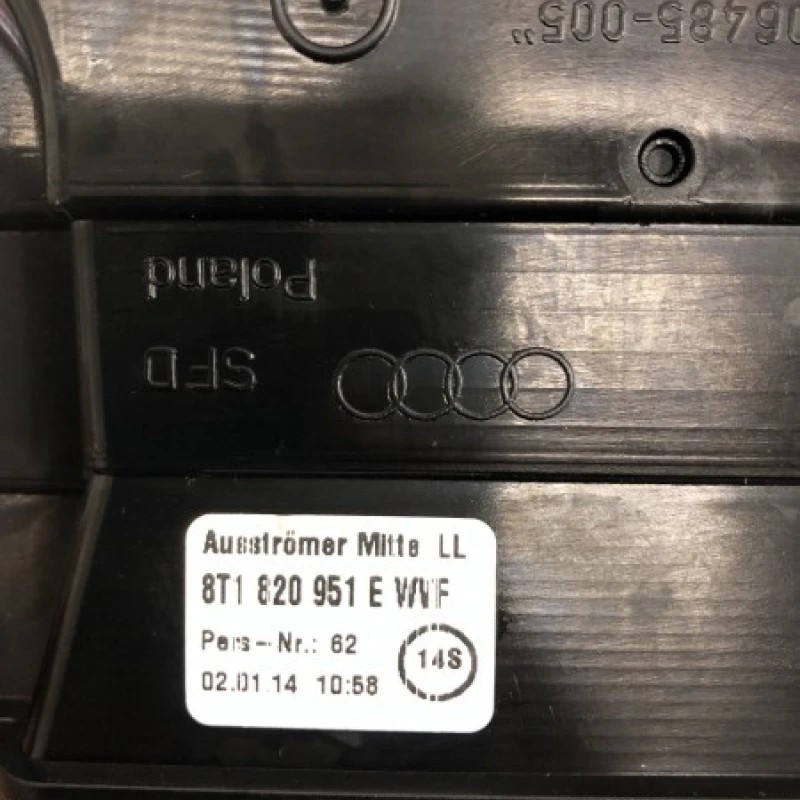 06485-005"
Poland
SFD
Ausströmer Mitte LL
8T1 820 951 E WVF
Pers-Nr.: 62
14S
02.01.14 10:58